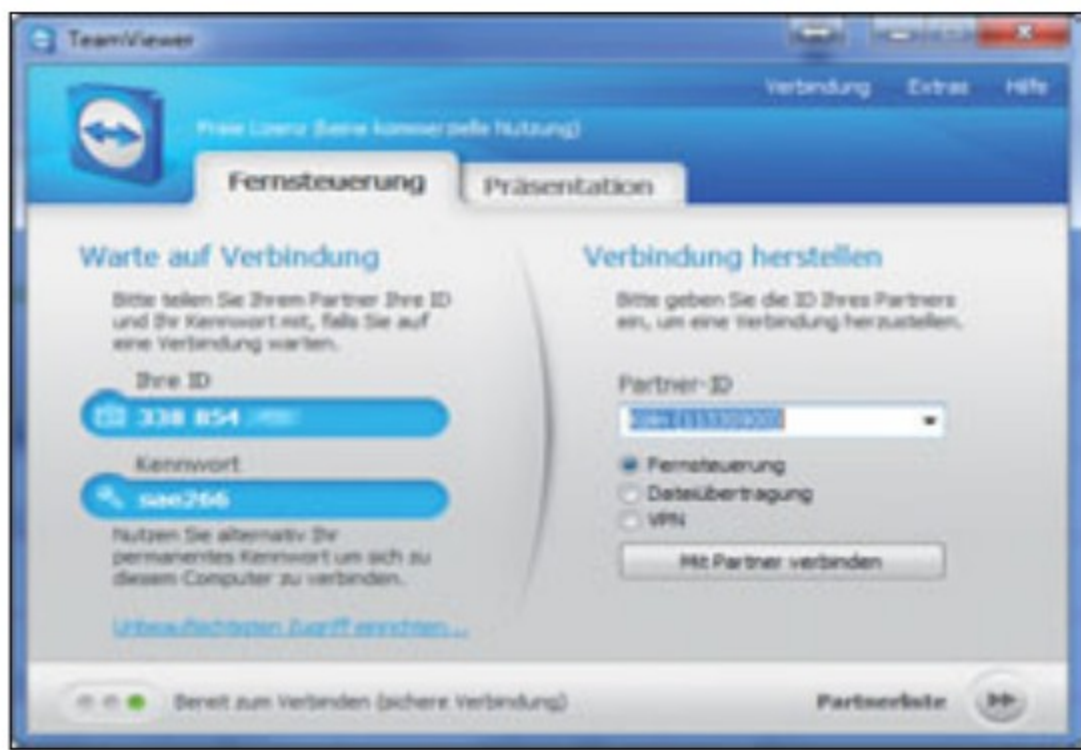 TeamViewer
Verbindung Extras Hilfe
Freie Lizenz (keine kommerzielle Nutzung)
Fernsteuerung Präsentation
Warte auf Verbindung
Bitte teilen Sie Ihrem Partner Ihre ID
und Ihr Kennwort mit, falls Sie auf
eine Verbindung warten.
Ihre ID
338 854
Kennwort
sae266
Nutzen Sie alternativ Ihr
permanentes Kennwort um sich zu
diesem Computer zu verbinden.
Unbeaufsichtigten Zugriff einrichten...
Verbindung herstellen
Bitte geben Sie die ID Ihres Partners
ein, um eine Verbindung herzustellen.
Partner-ID
Fernsteuerung
Dateiübertragung
VPN
Mit Partner verbinden
Bereit zum Verbinden (sichere Verbindung)
Partnerliste